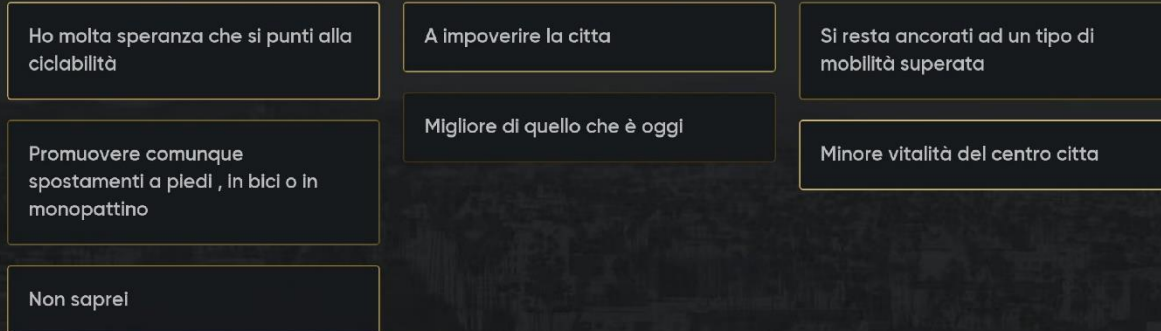 Ho molta speranza che si punti alla
ciclabilità
Promuovere comunque
spostamenti a piedi , in bici o in
monopattino
Non saprei
A impoverire la citta
Migliore di quello che è oggi
Si resta ancorati ad un tipo di
mobilità superata
Minore vitalità del centro citta